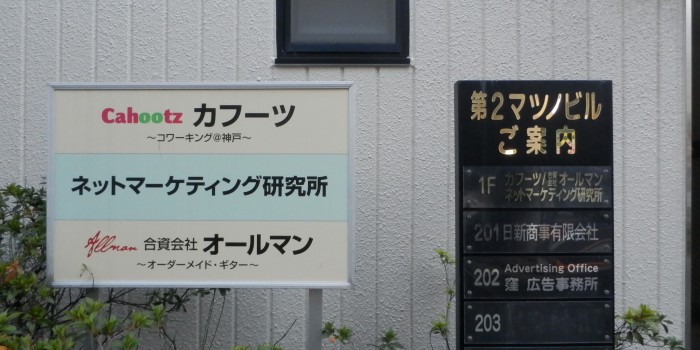 Cahootz カフーツ
～コワーキング@神戸～
ネットマーケティング研究所
Allman 合資会社 オールマン
～オーダーメイド・ギター～
第2マツノビル
ご案内
1F カフーツ/合資会社オールマン
ネットマーケティング研究所
201 日新商事有限会社
202 Advertising Office
窪 広告事務所
203